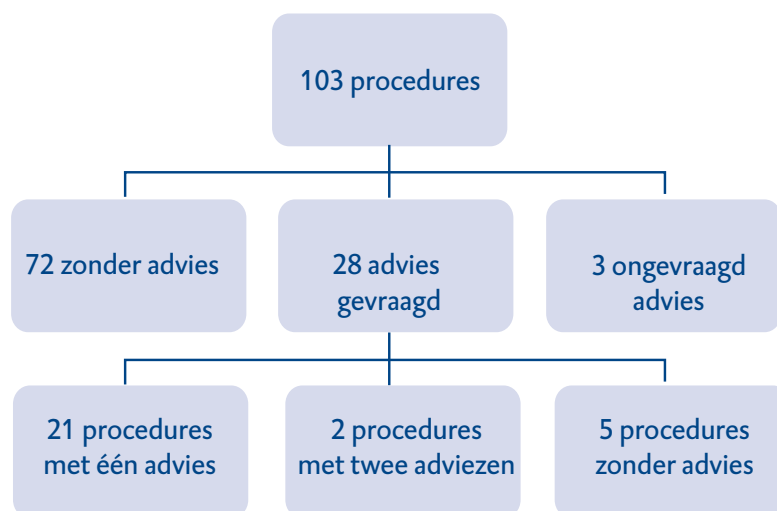 103 procedures
72 zonder advies
28 advies
gevraagd
3 ongevraagd
advies
21 procedures
met één advies
2 procedures
met twee adviezen
5 procedures
zonder advies